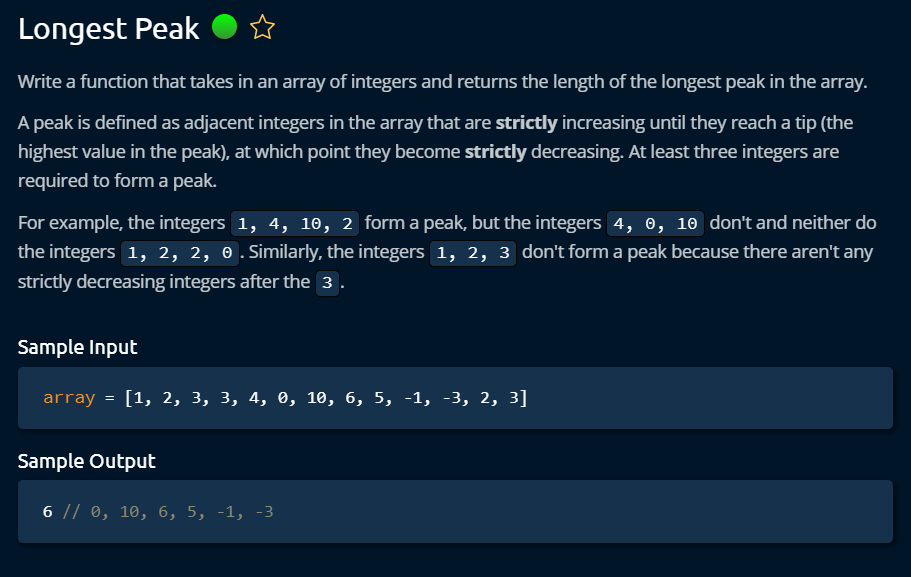 Longest Peak
Write a function that takes in an array of integers and returns the length of the longest peak in the array.
A peak is defined as adjacent integers in the array that are strictly increasing until they reach a tip (the
highest value in the peak), at which point they become strictly decreasing. At least three integers are
required to form a peak.
For example, the integers 1, 4, 10, 2 form a peak, but the integers 4, 0, 10 don't and neither do
the integers 1, 2, 2, 0. Similarly, the integers 1, 2, 3 don't form a peak because there aren't any
strictly decreasing integers after the 3.
Sample Input
array = [1, 2, 3, 3, 4, 0, 10, 6, 5, -1, -3, 2, 3]
Sample Output
6 // 0, 10, 6, 5, -1, -3